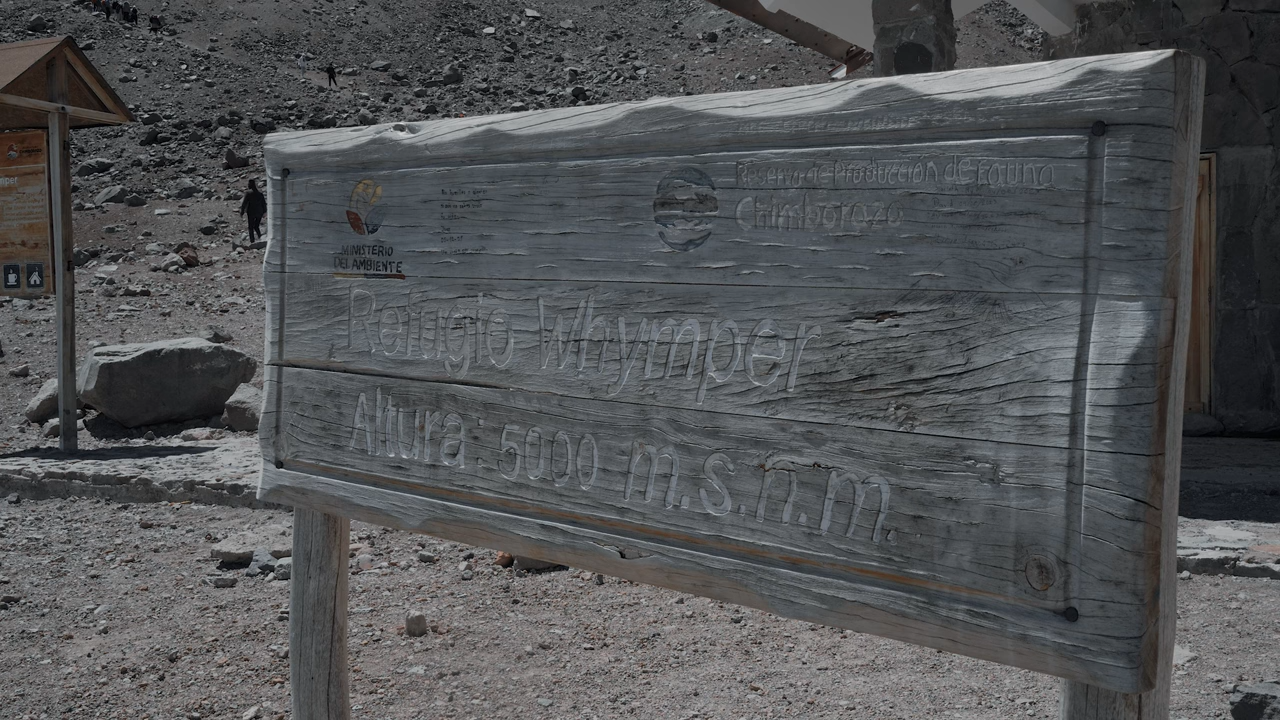 MINISTERIO
DEL AMBIENTE
Reserva de Producción de Fauna
Chimborazo
Refugio Whymper
Altura: 5000 m.s.n.m.